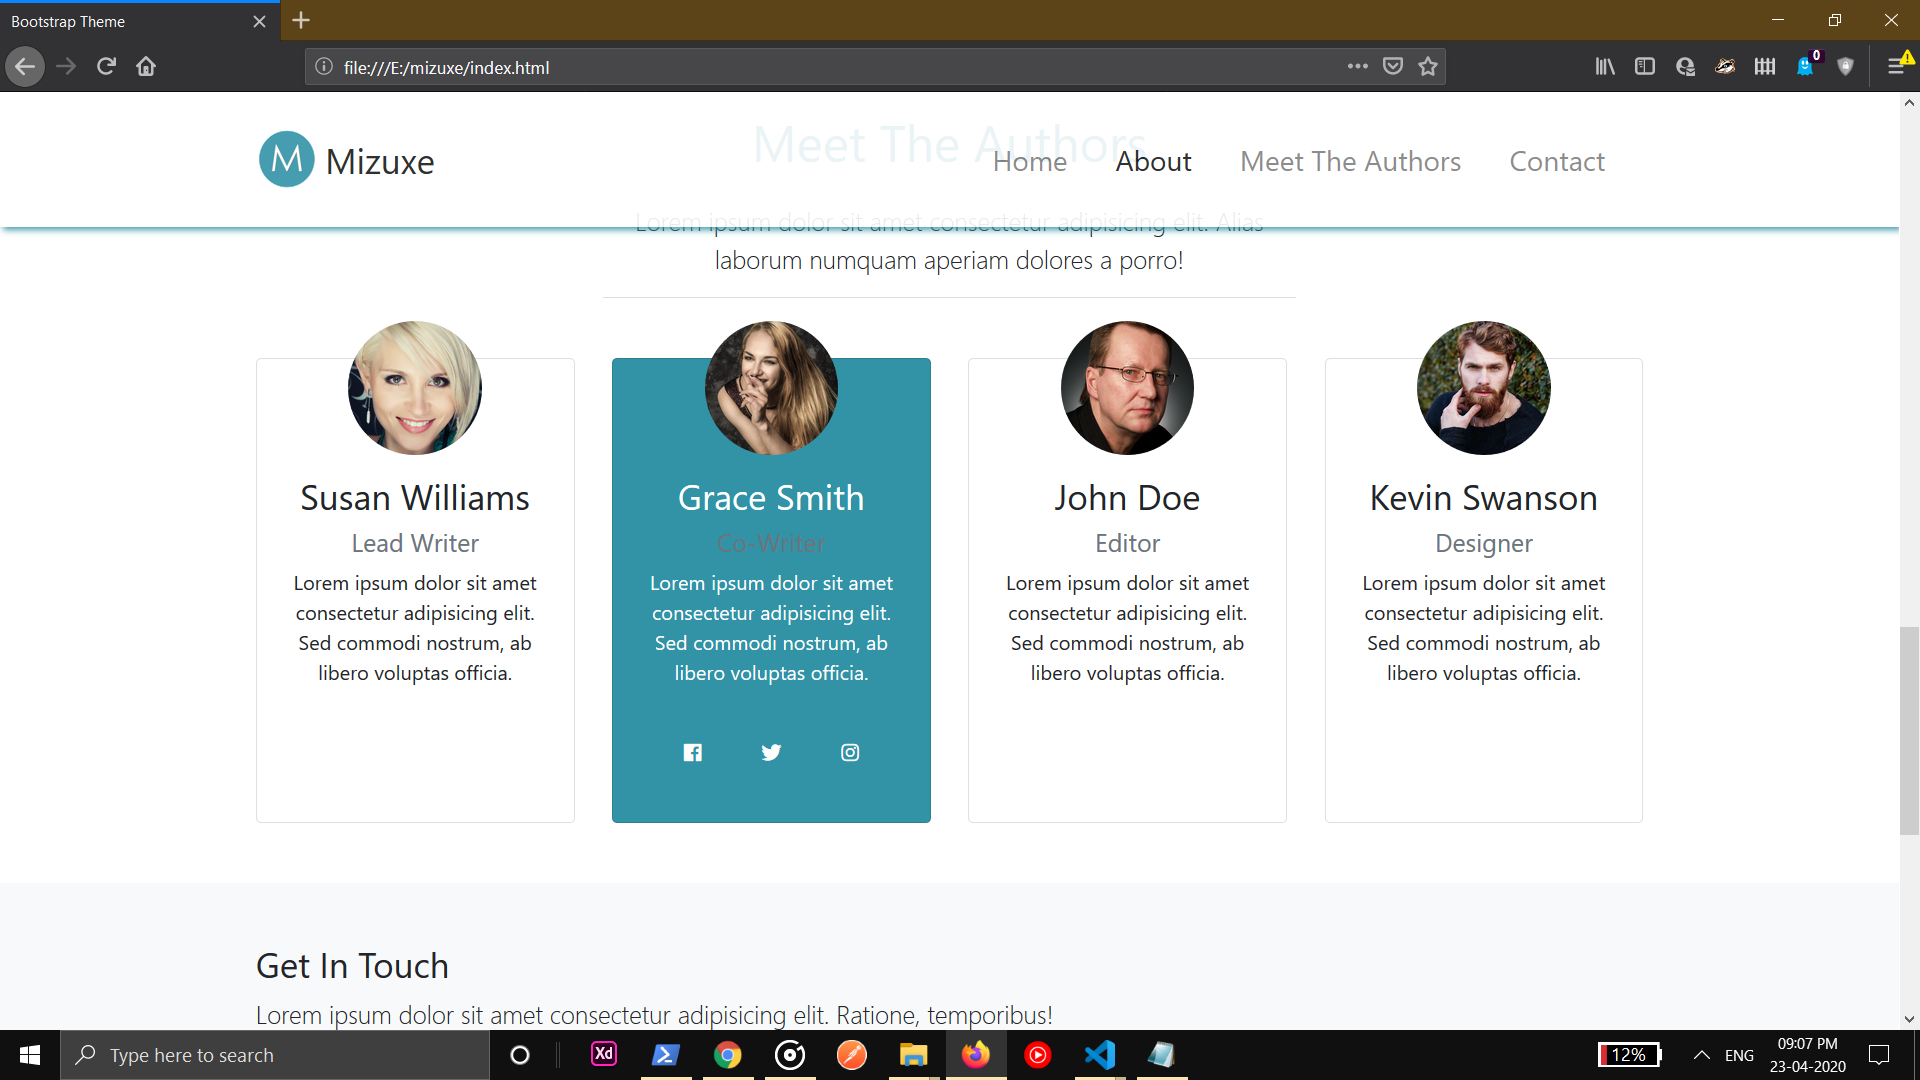 Bootstrap Theme
file:///E:/mizuxe/index.html
0
M Mizuxe
Home About Meet The Authors Contact
Meet The Authors
Lorem ipsum dolor sit amet consectetur adipisicing elit. Alias
laborum numquam aperiam dolores a porro!
Susan Williams
Lead Writer
Lorem ipsum dolor sit amet
consectetur adipisicing elit.
Sed commodi nostrum, ab
libero voluptas officia.
Grace Smith
Co-Writer
Lorem ipsum dolor sit amet
consectetur adipisicing elit.
Sed commodi nostrum, ab
libero voluptas officia.
John Doe
Editor
Lorem ipsum dolor sit amet
consectetur adipisicing elit.
Sed commodi nostrum, ab
libero voluptas officia.
Kevin Swanson
Designer
Lorem ipsum dolor sit amet
consectetur adipisicing elit.
Sed commodi nostrum, ab
libero voluptas officia.
Get In Touch
Lorem ipsum dolor sit amet consectetur adipisicing elit. Ratione, temporibus!
Type here to search
Xd
12%
ENG
09:07 PM
23-04-2020